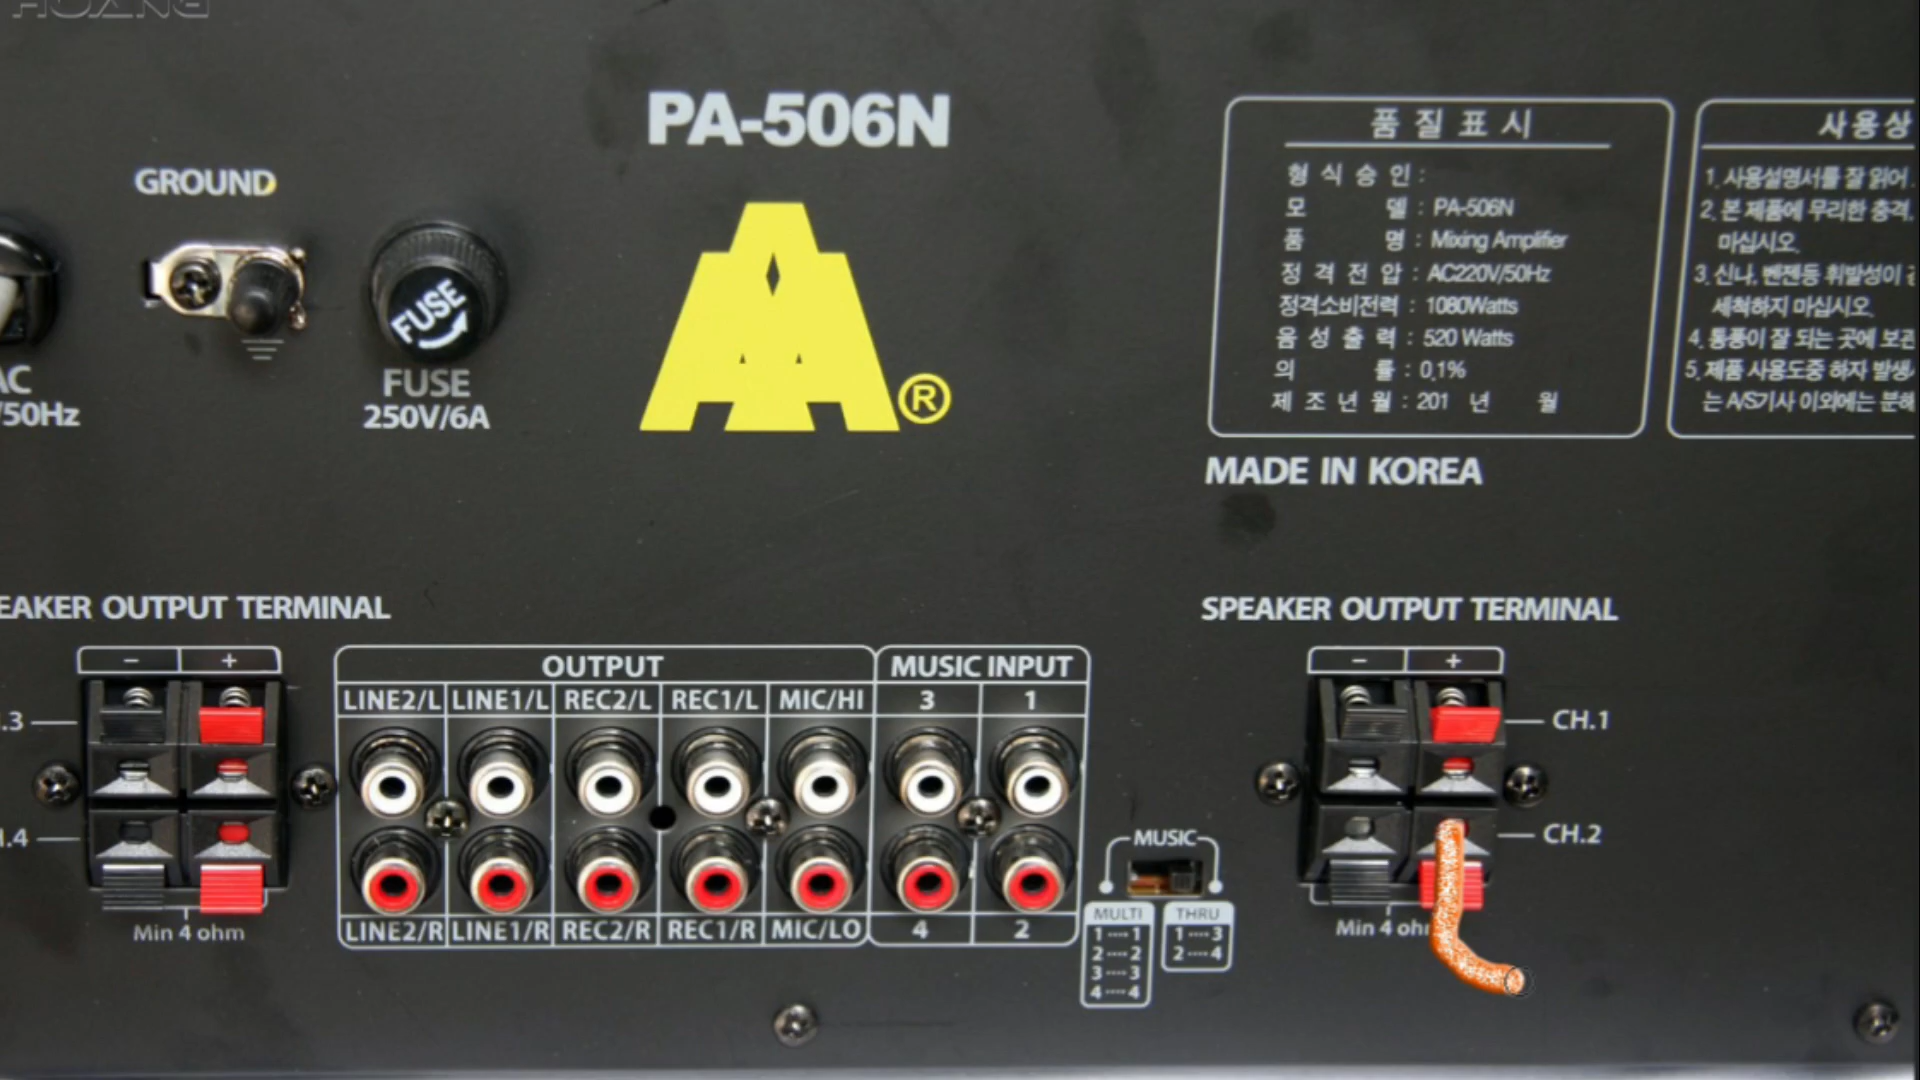 PA-506N
GROUND
AC
/50Hz
FUSE
FUSE
250V/6A
®
품 질 표 시
형 식 승 인 :
모 델 : PA-506N
품 명 : Mixing Amplifier
정 격 전 압 : AC220V/50Hz
정격소비전력 : 1080Watts
음 성 출 력 : 520 Watts
의 률 : 0.1%
제 조 년 월 : 201 년 월
MADE IN KOREA
사용상
1. 사용설명서를 잘 읽어
2. 본 제품에 무리한 충격,
마십시오.
3. 신나, 벤젠등 휘발성이
세척하지 마십시오.
4. 통풍이 잘 되는 곳에 보관
5. 제품 사용도중 하자 발생
는 A/S기사 이외에는 분해
EAKER OUTPUT TERMINAL
− +
.3
.4
Min 4 ohm
OUTPUT
LINE2/L LINE1/L REC2/L REC1/L MIC/HI
LINE2/R LINE1/R REC2/R REC1/R MIC/LO
MUSIC INPUT
3 1
4 2
MUSIC
MULTI
1····1
2····2
3····3
4····4
THRU
1····3
2····4
SPEAKER OUTPUT TERMINAL
− +
CH.1
CH.2
Min 4 oh